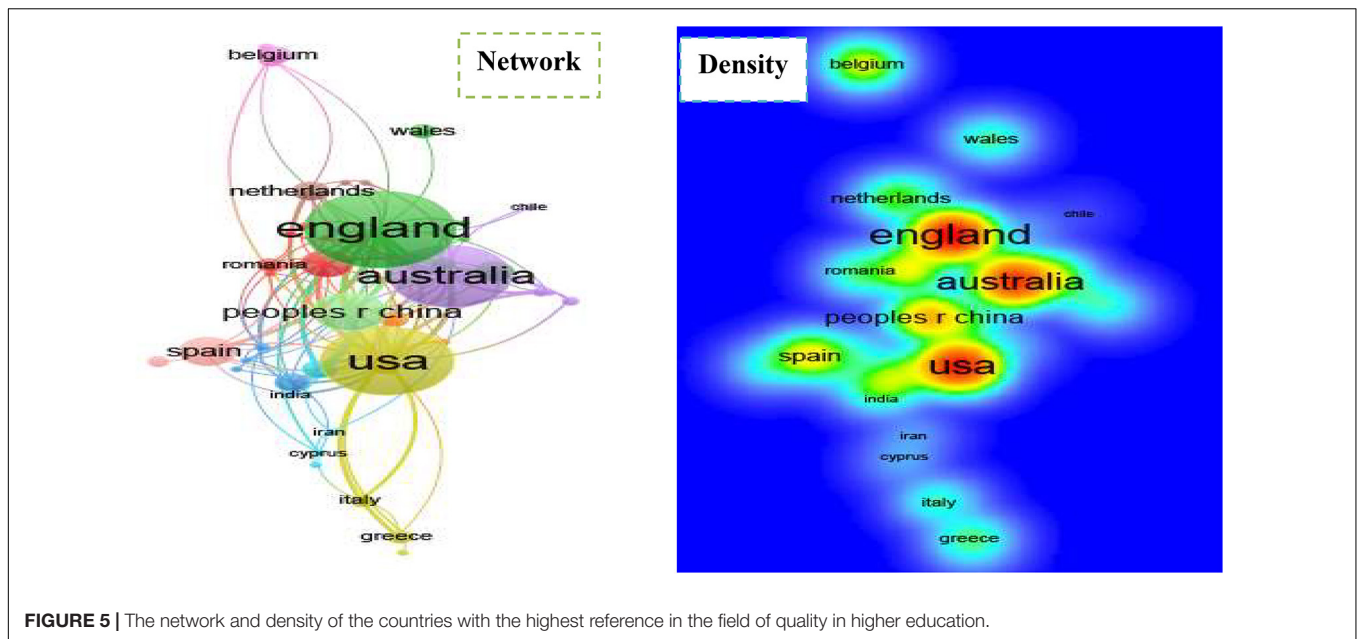 belgium
Network
wales
netherlands
chile
england
romania
australia
peoples r china
spain
usa
india
iran
cyprus
italy
greece
Density
belgium
wales
netherlands
chile
england
romania
australia
peoples r china
spain
usa
india
iran
cyprus
italy
greece
FIGURE 5 | The network and density of the countries with the highest reference in the field of quality in higher education.